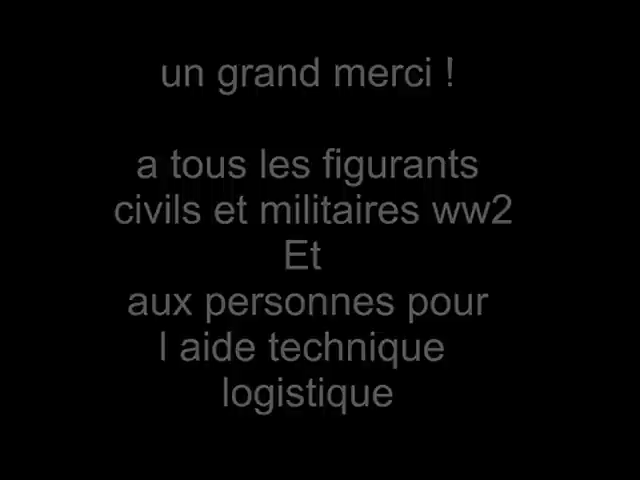 un grand merci !
a tous les figurants
civils et militaires ww2
Et
aux personnes pour
l aide technique
logistique